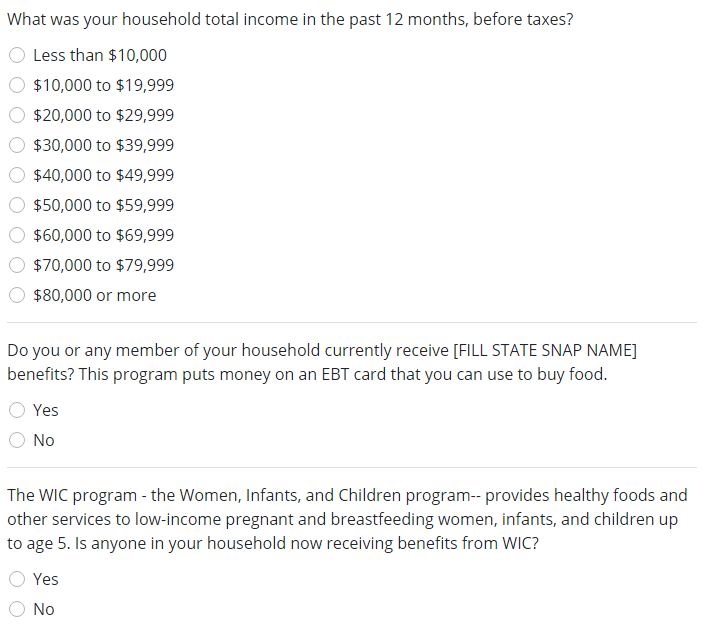 What was your household total income in the past 12 months, before taxes?
Less than $10,000
$10,000 to $19,999
$20,000 to $29,999
$30,000 to $39,999
$40,000 to $49,999
$50,000 to $59,999
$60,000 to $69,999
$70,000 to $79,999
$80,000 or more
Do you or any member of your household currently receive [FILL STATE SNAP NAME]
benefits? This program puts money on an EBT card that you can use to buy food.
Yes
No
The WIC program - the Women, Infants, and Children program-- provides healthy foods and
other services to low-income pregnant and breastfeeding women, infants, and children up
to age 5. Is anyone in your household now receiving benefits from WIC?
Yes
No